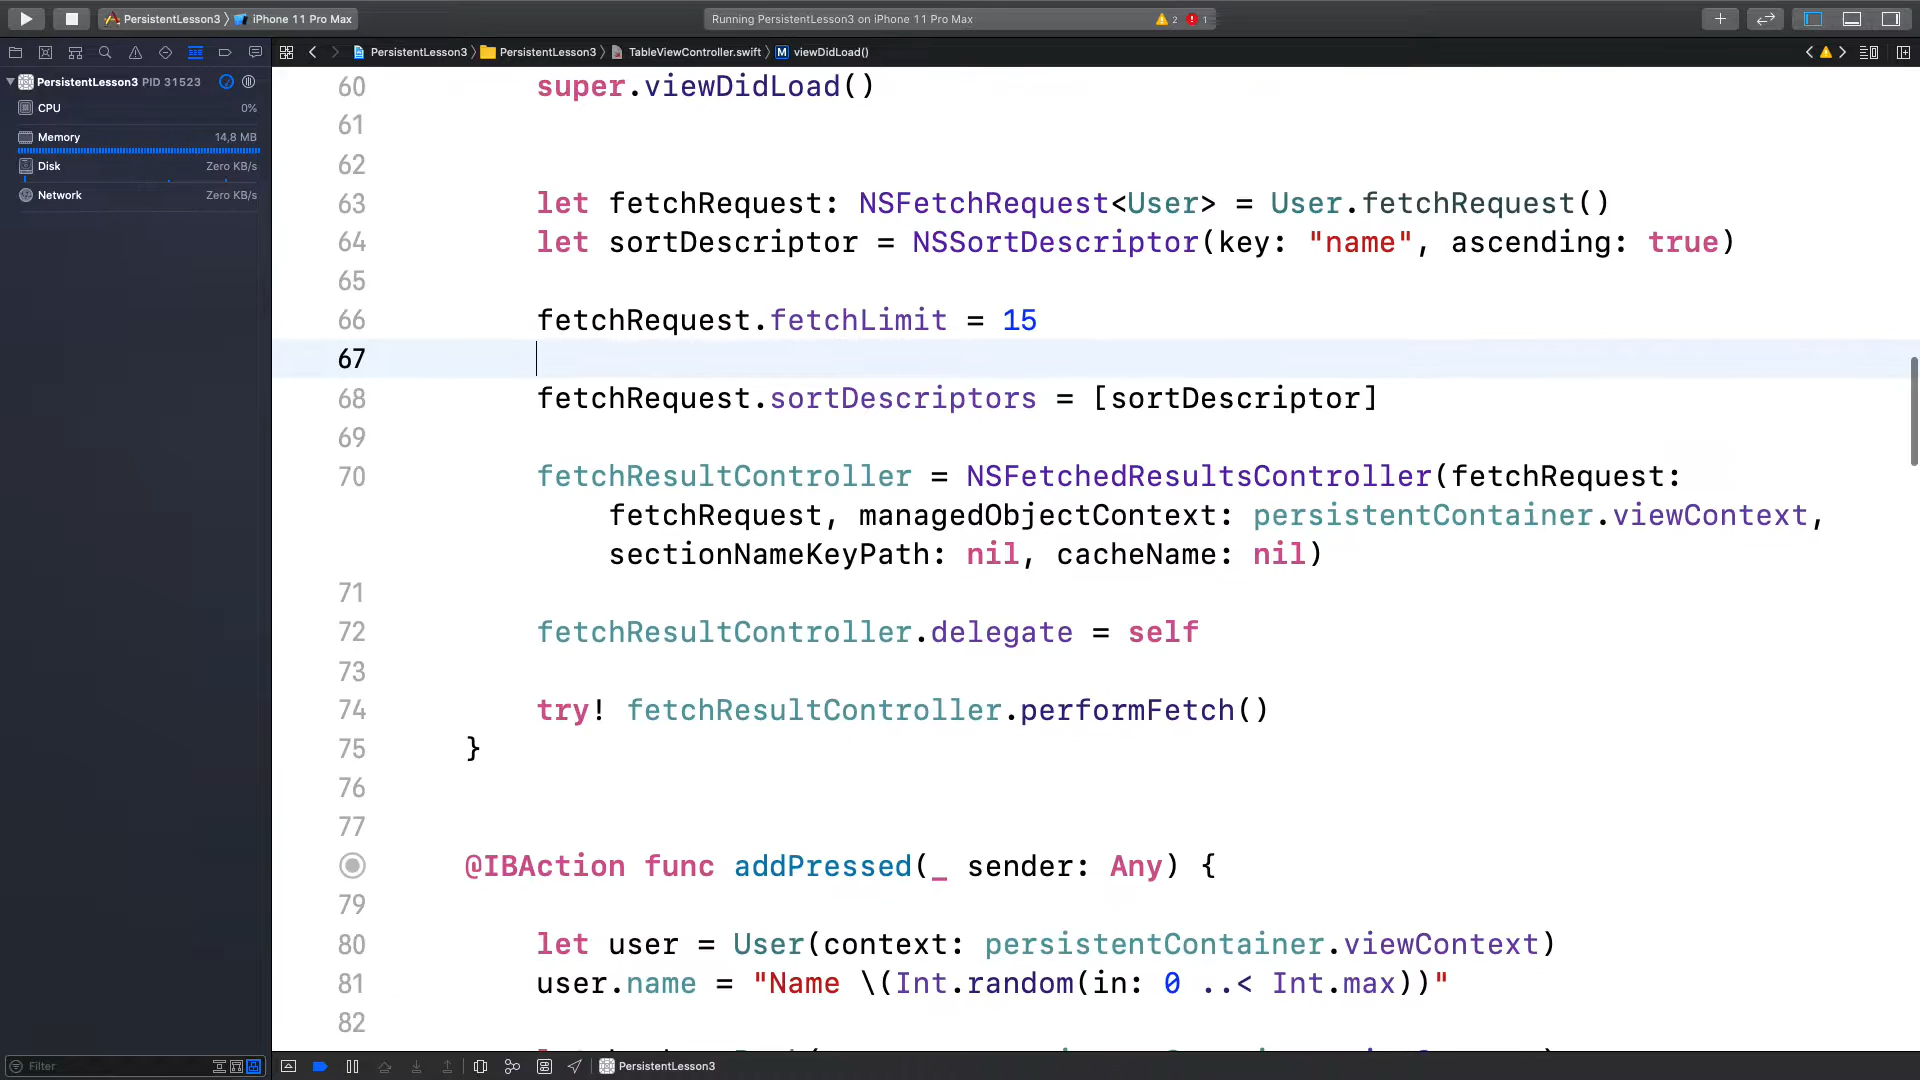 PersistentLesson3 〉 iPhone 11 Pro Max
Running PersistentLesson3 on iPhone 11 Pro Max
2
1
PersistentLesson3 〉 PersistentLesson3 〉 TableViewController.swift 〉 M viewDidLoad()
PersistentLesson3 PID 31523
CPU 0%
Memory 14,8 MB
Disk Zero KB/s
Network Zero KB/s
60 super.viewDidLoad()
61
62
63 let fetchRequest: NSFetchRequest<User> = User.fetchRequest()
64 let sortDescriptor = NSSortDescriptor(key: "name", ascending: true)
65
66 fetchRequest.fetchLimit = 15
67
68 fetchRequest.sortDescriptors = [sortDescriptor]
69
70 fetchResultController = NSFetchedResultsController(fetchRequest:
fetchRequest, managedObjectContext: persistentContainer.viewContext,
sectionNameKeyPath: nil, cacheName: nil)
71
72 fetchResultController.delegate = self
73
74 try! fetchResultController.performFetch()
75 }
76
77
@IBAction func addPressed(_ sender: Any) {
79
80 let user = User(context: persistentContainer.viewContext)
81 user.name = "Name \(Int.random(in: 0 ..< Int.max))"
82
Filter
PersistentLesson3